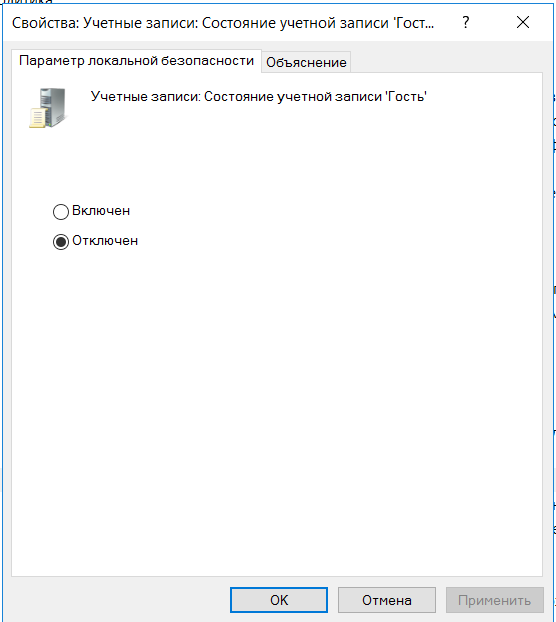 Свойства: Учетные записи: Состояние учетной записи 'Гост...
?
Параметр локальной безопасности
Объяснение
Учетные записи: Состояние учетной записи 'Гость'
Включен
Отключен
OK
Отмена
Применить